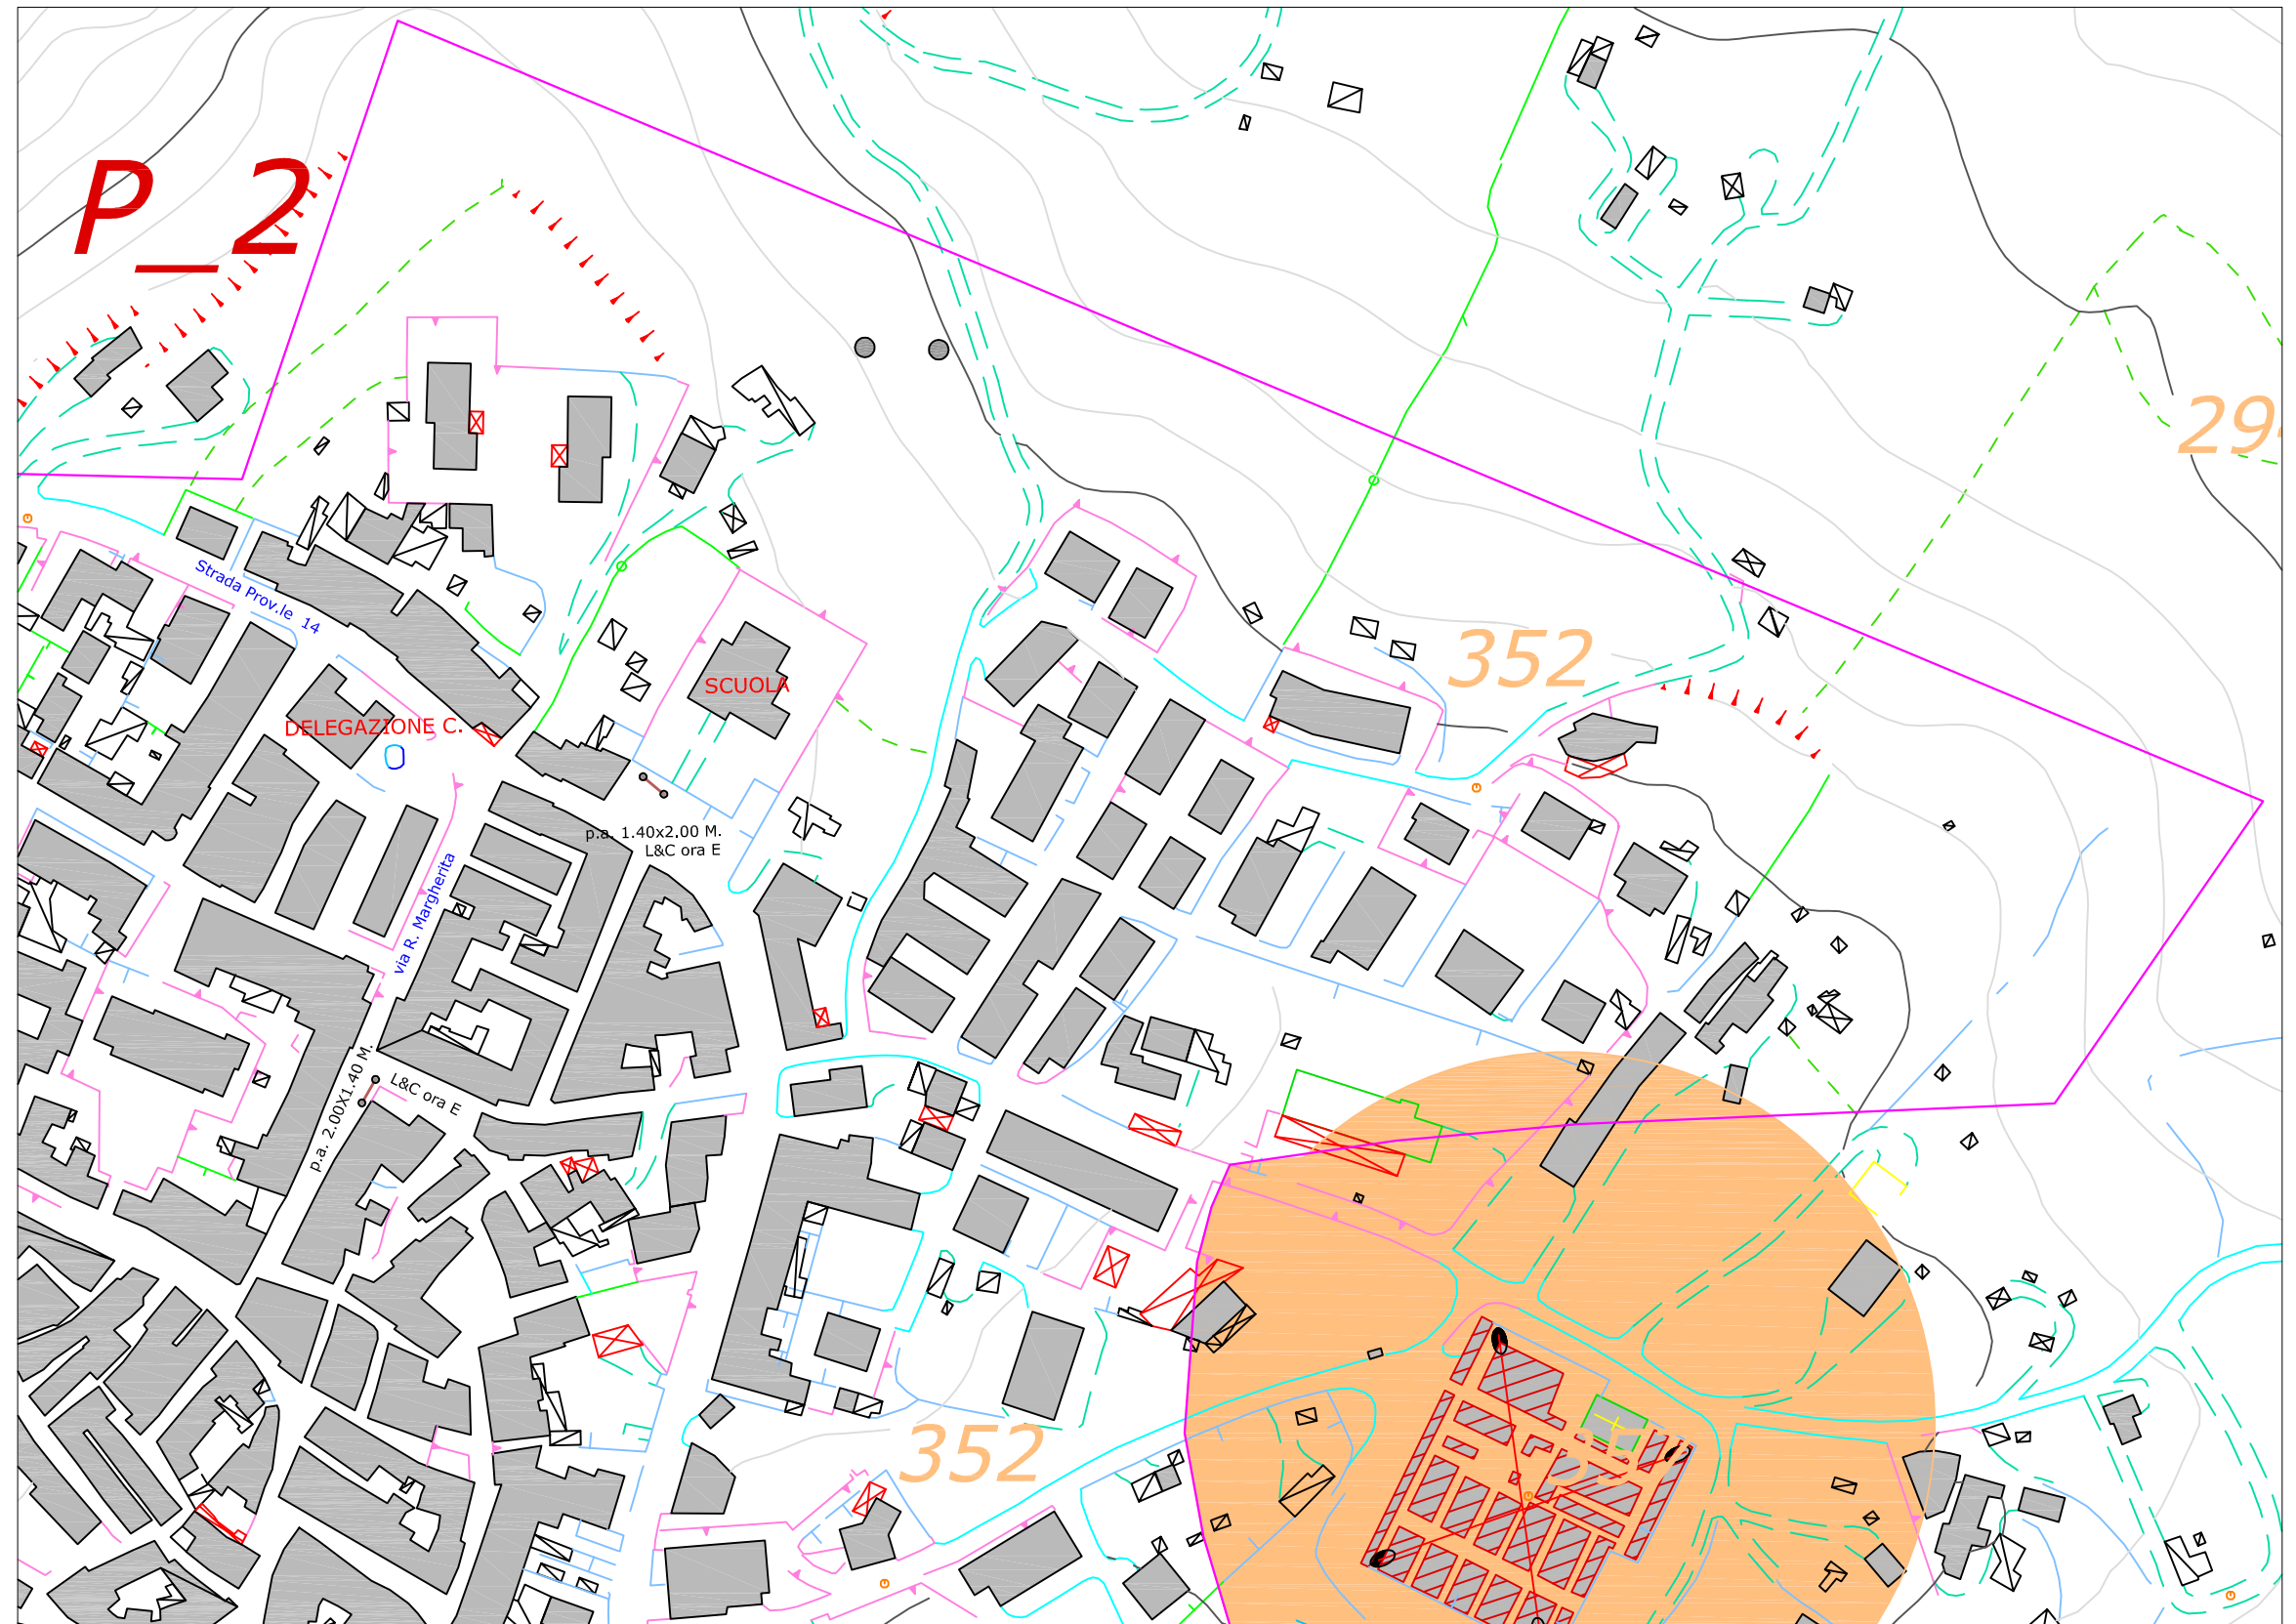 P_2
294
Strada Prov.le 14
352
SCUOLA
DELEGAZIONE C.
p.a. 1.40x2.00 M.
L&C ora E
via R. Margherita
p.a. 2.00X1.40 M.
L&C ora E
352